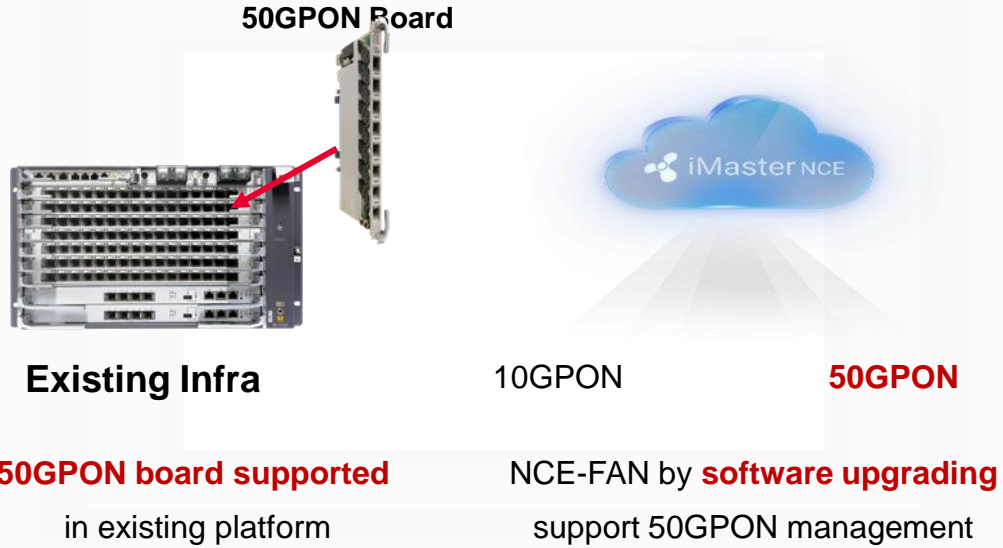 50GPON Board
iMaster NCE
Existing Infra
10GPON
50GPON
50GPON board supported
in existing platform
NCE-FAN by software upgrading
support 50GPON management